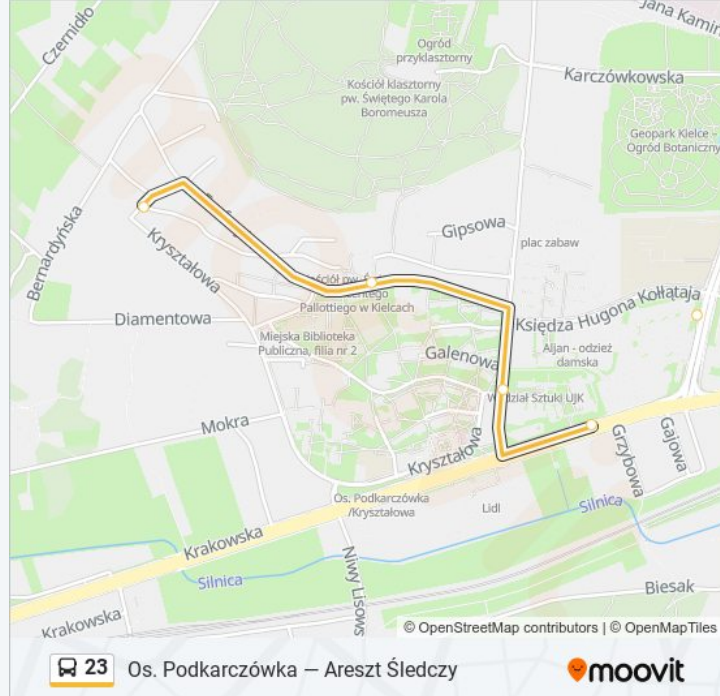 Jana Kamin
Czernidło
Ogród
przyklasztorny
Karczówkowska
Kościół klasztorny
pw. Świętego Karola
Boromeusza
Geopark Kielce –
Ogród Botaniczny
Bernardyńska
Gipsowa
plac zabaw
Kryształowa
Pallottiego w Kielcach
Księdza Hugona Kołłątaja
Diamentowa
Miejska Biblioteka
Publiczna, filia nr 2
Galenowa
Aljan - odzież
damska
Wydział Sztuki UJK
Mokra
Kryształowa
Grzybowa
Gajowa
Os. Podkarczówka
/Kryształowa
Lidl
Silnica
Krakowska
Niwy Lisows
Silnica
Biesak
Krakowska
© OpenStreetMap contributors | © OpenMapTiles
23 Os. Podkarczówka — Areszt Śledczy
moovit